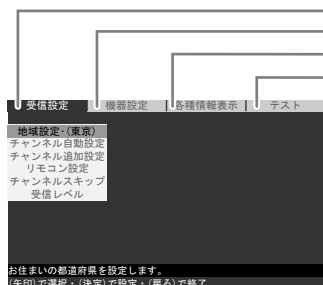 受信設定 機器設定 各種情報表示 テスト
地域設定・(東京)
チャンネル自動設定
チャンネル追加設定
リモコン設定
チャンネルスキップ
受信レベル
お住まいの都道府県を設定します。
(矢印)で選択・(決定)で設定・(戻る)で終了